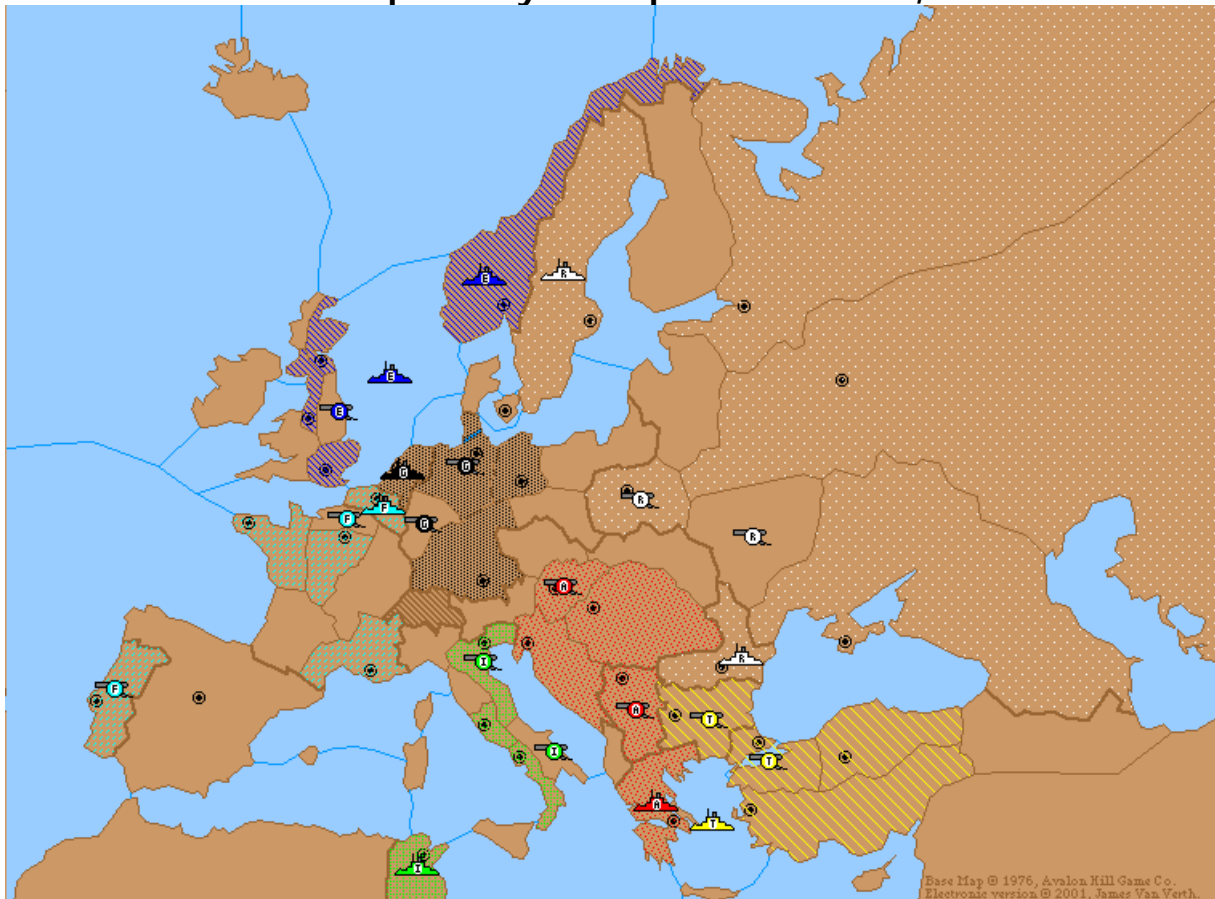 E
R
E
E
G
G
R
F
F
G
R
A
R
I
F
A
T
I
T
A
T
I
Base Map © 1976, Avalon Hill Game Co.
Electronic version © 2001, James Van Verth.